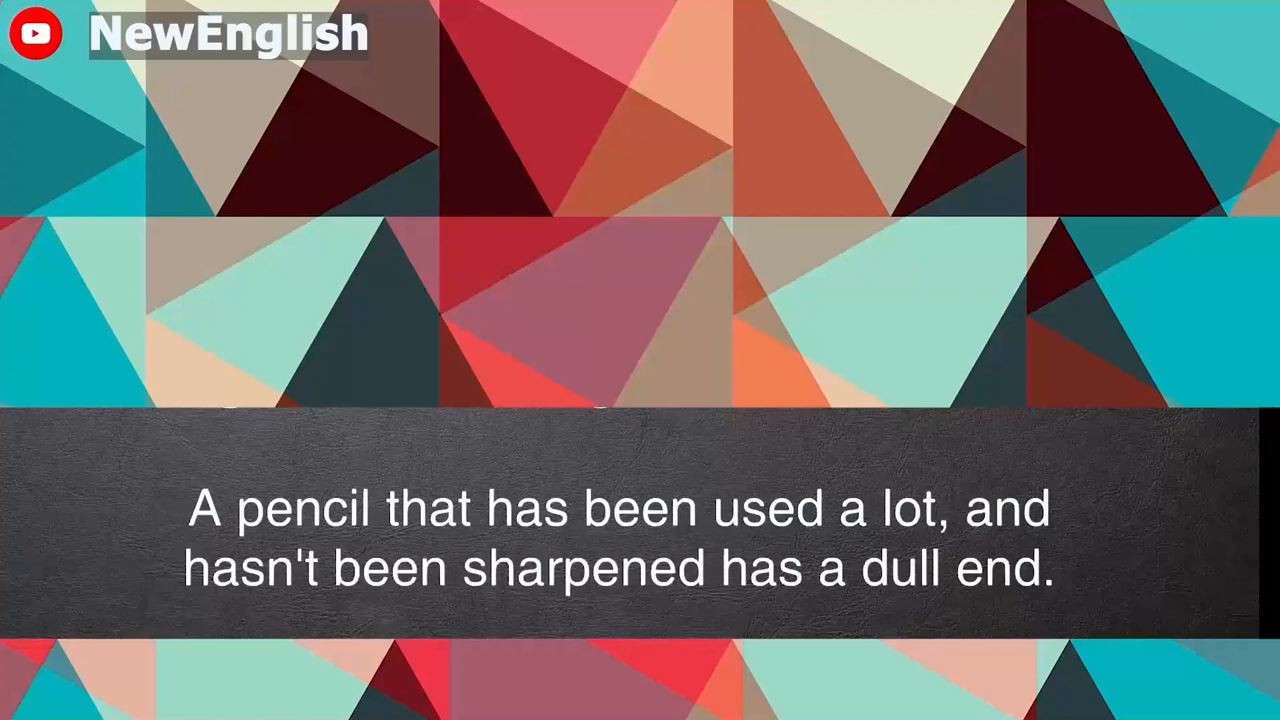 NewEnglish
A pencil that has been used a lot, and
hasn't been sharpened has a dull end.